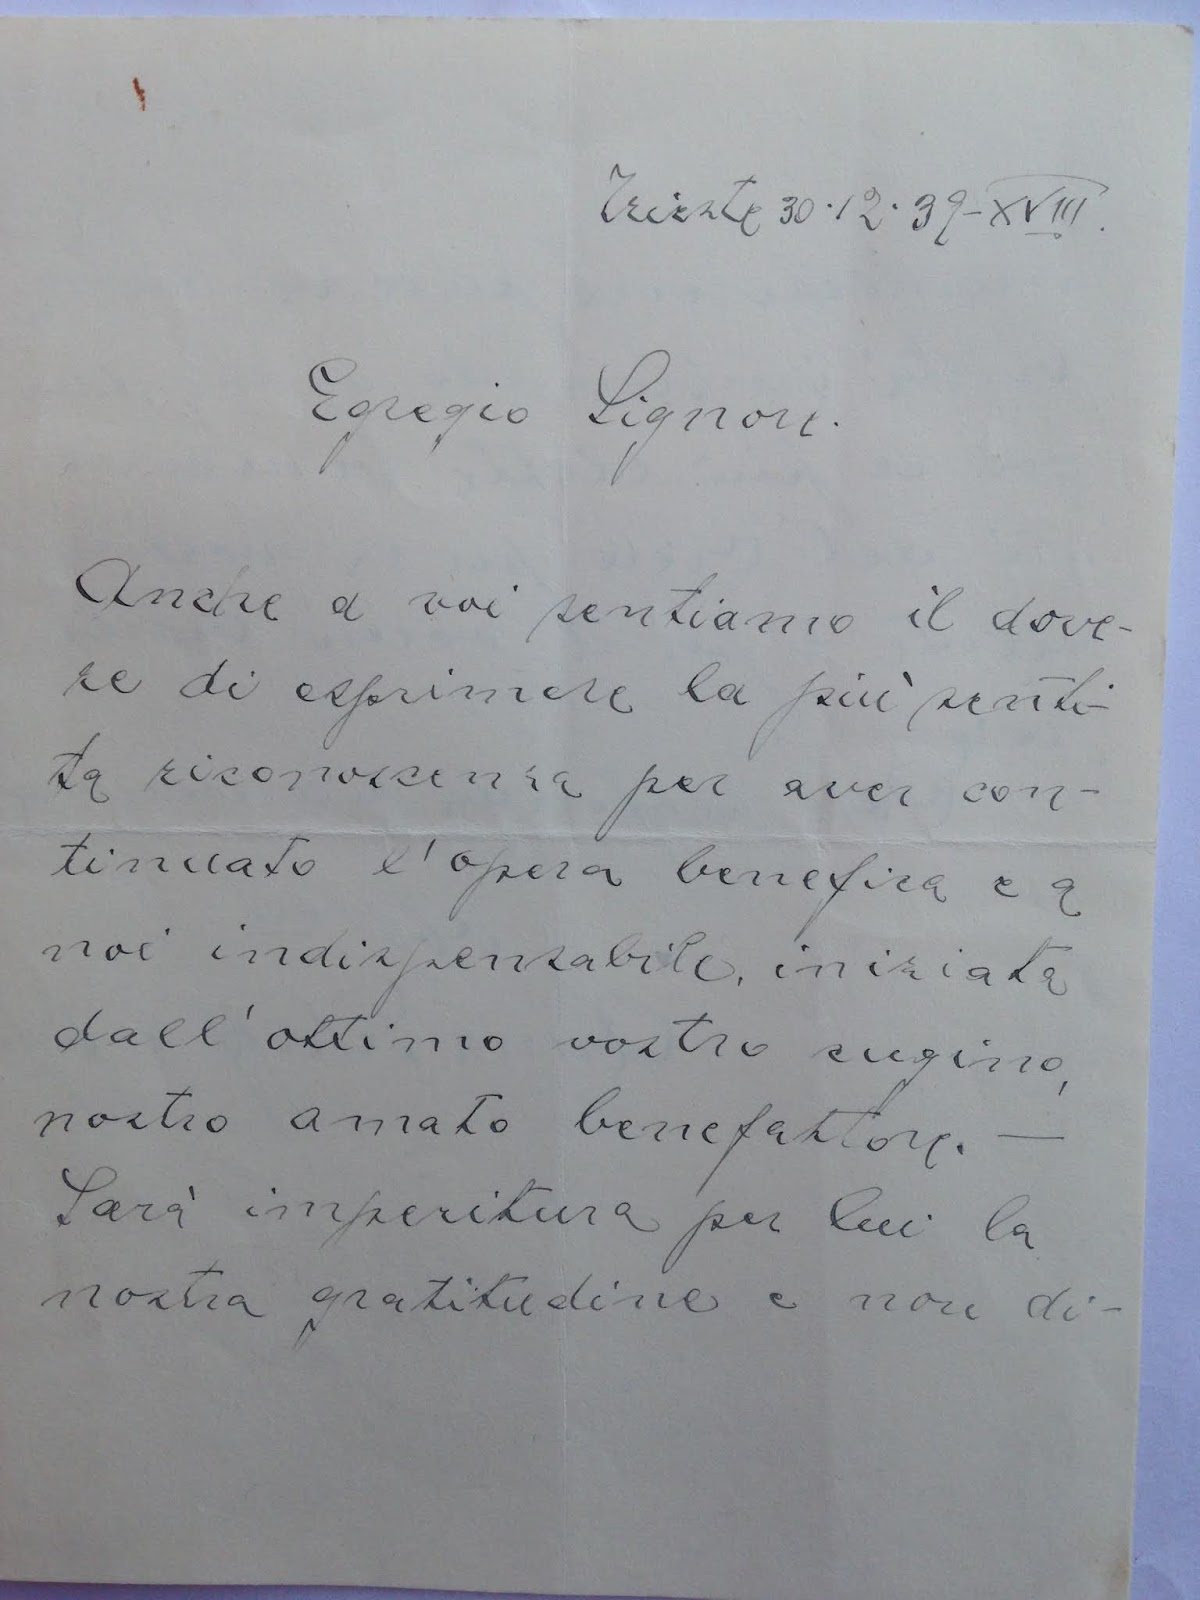 Trieste 30.12.39-XVIII.
Egregio Signore.
Anche a voi sentiamo il dove-
re di esprimere la più senti-
ta riconoscenza per aver con-
tinuato l'opera benefica e a
noi indispensabile, iniziata
dall'ottimo vostro cugino,
nostro amato benefattore. —
Sarà imperitura per lui la
nostra gratitudine e non di-